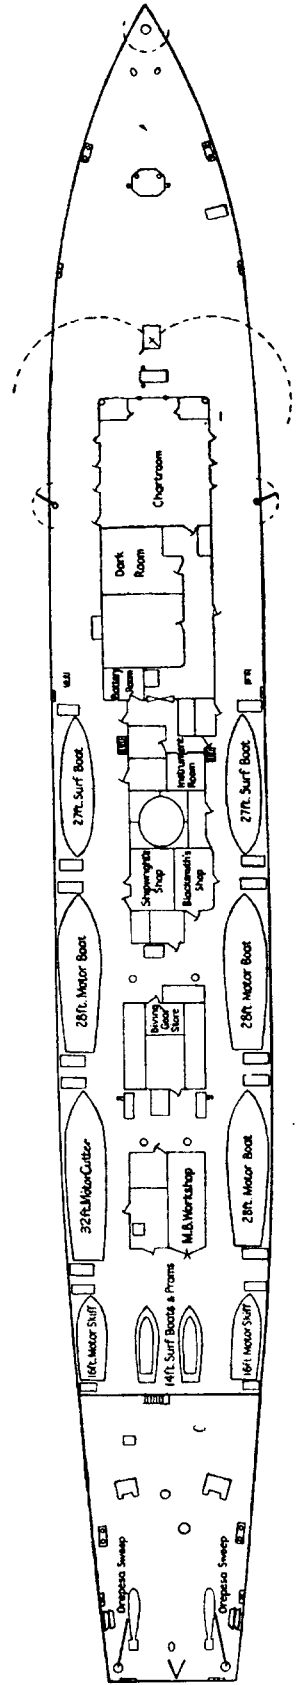 Chartroom
Dark
Room
Battery
Room
Instrument
Room
27ft. Surf Boat
27ft. Surf Boat
Shipwright's
Shop
Blacksmith's
Shop
28ft. Motor Boat
28ft. Motor Boat
Diving
Gear
Store
32ft. Motor Cutter
28ft. Motor Boat
M.B. Workshop
16ft. Motor Skiff
14ft. Surf Boats & Prams
16ft. Motor Skiff
Oropesa Sweep
Oropesa Sweep